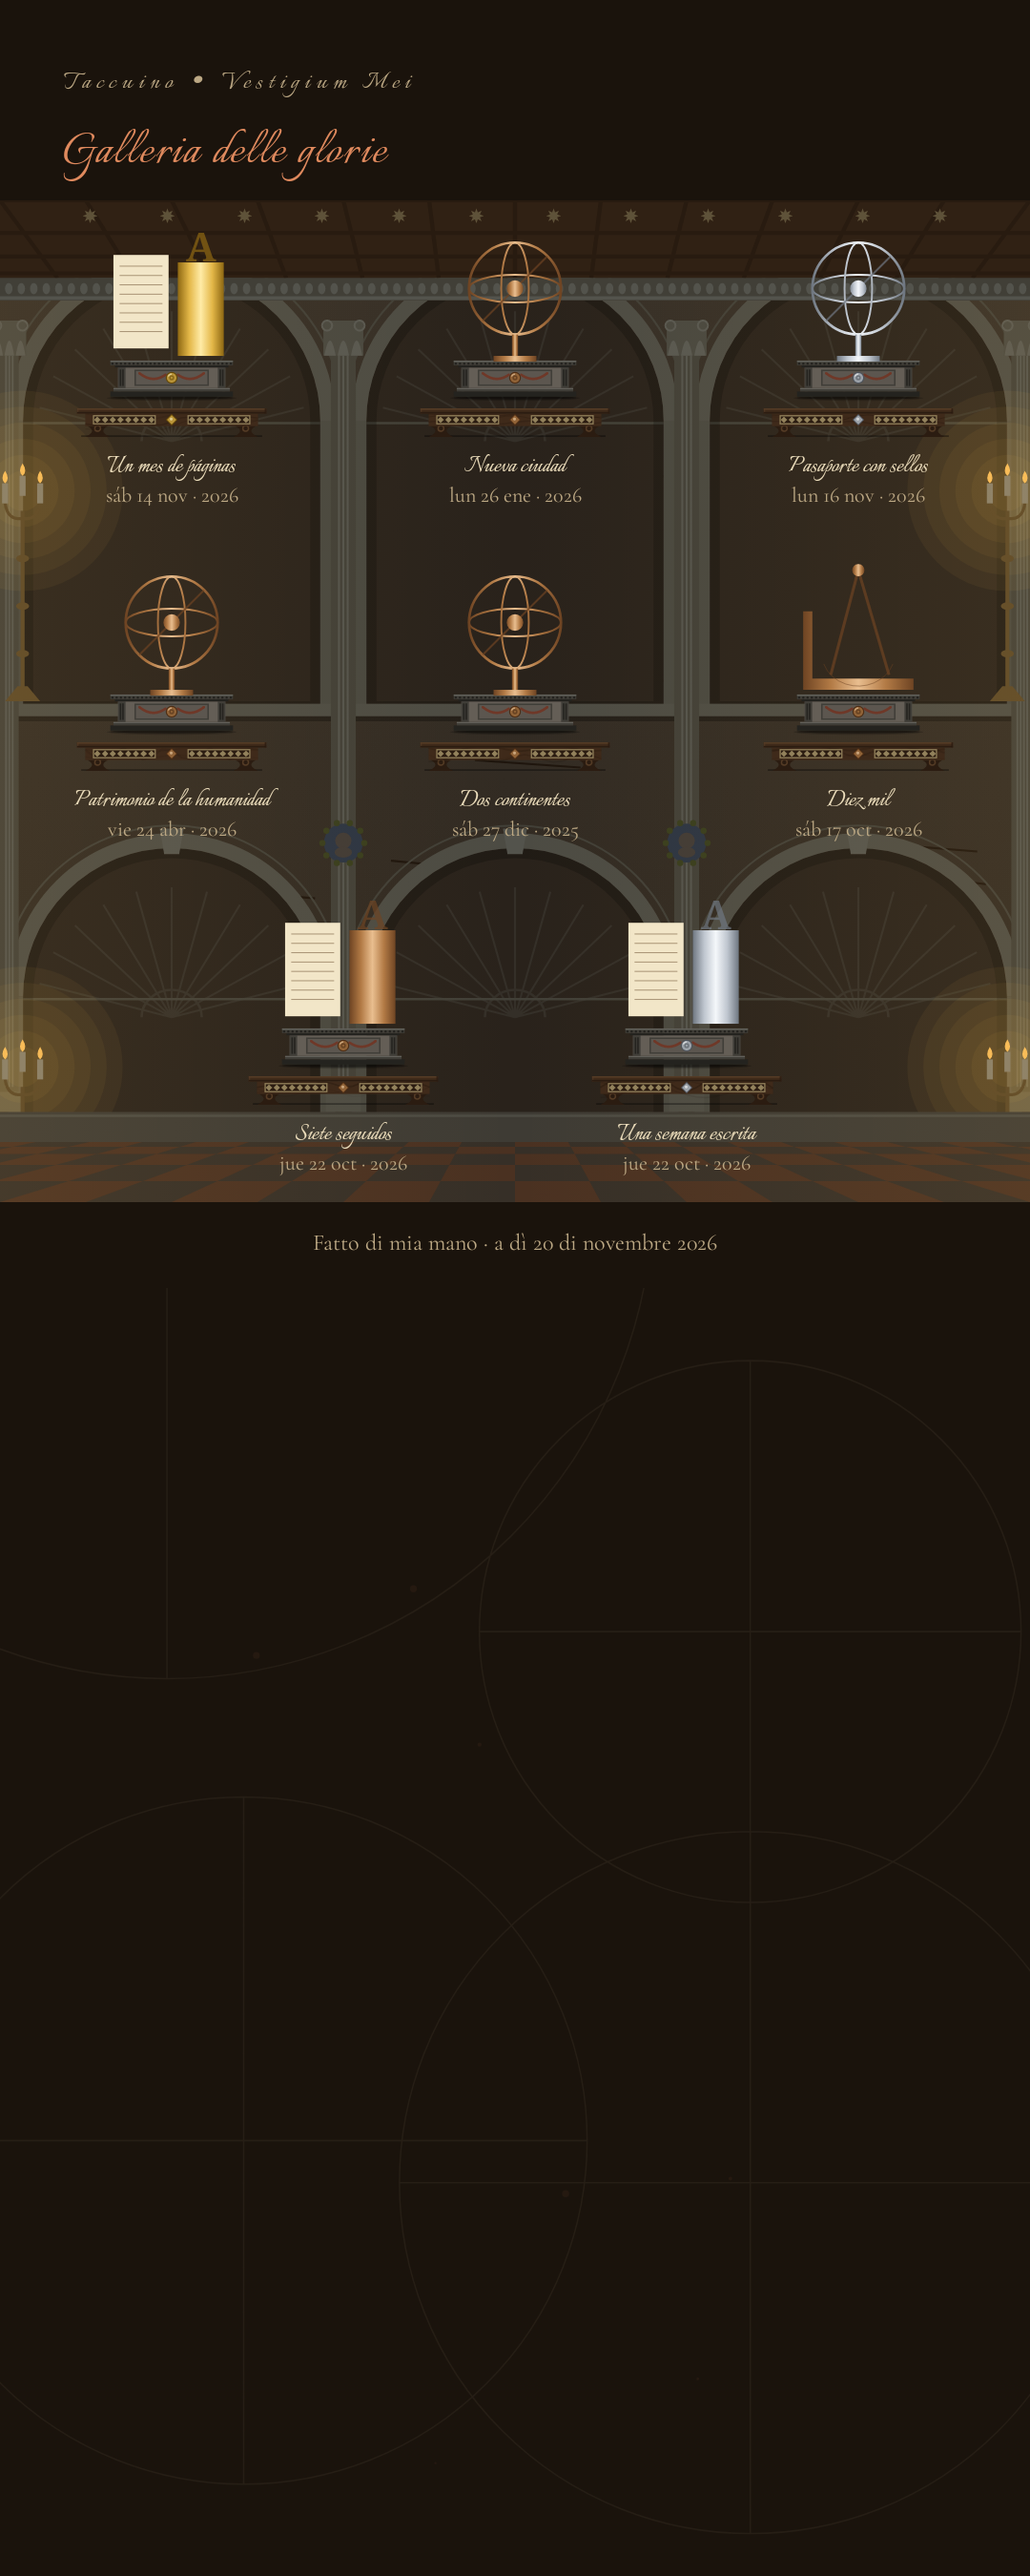 Taccuino • Vestigium Mei
Galleria delle glorie
A
Un mes de páginas
sáb 14 nov · 2026
Nueva ciudad
lun 26 ene · 2026
Pasaporte con sellos
lun 16 nov · 2026
Patrimonio de la humanidad
vie 24 abr · 2026
Dos continentes
sáb 27 dic · 2025
Diez mil
sáb 17 oct · 2026
A
A
Siete seguidos
jue 22 oct · 2026
Una semana escrita
jue 22 oct · 2026
Fatto di mia mano · a dì 20 di novembre 2026